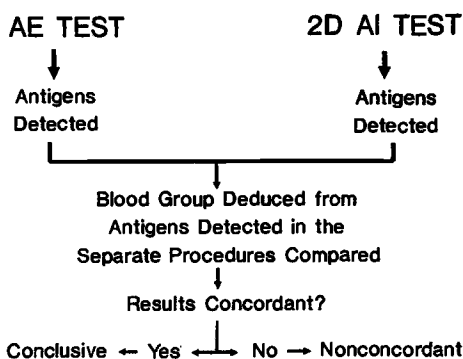 AE TEST
2D AI TEST
Antigens
Detected
Antigens
Detected
Blood Group Deduced from
Antigens Detected in the
Separate Procedures Compared
Results Concordant?
Conclusive ← Yes ← → No → Nonconcordant